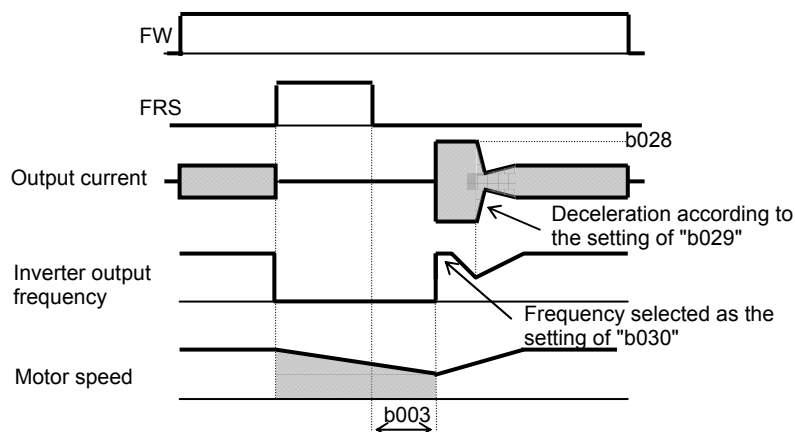 FW
FRS
b028
Output current
Deceleration according to
the setting of "b029"
Inverter output
frequency
Frequency selected as the
setting of "b030"
Motor speed
b003